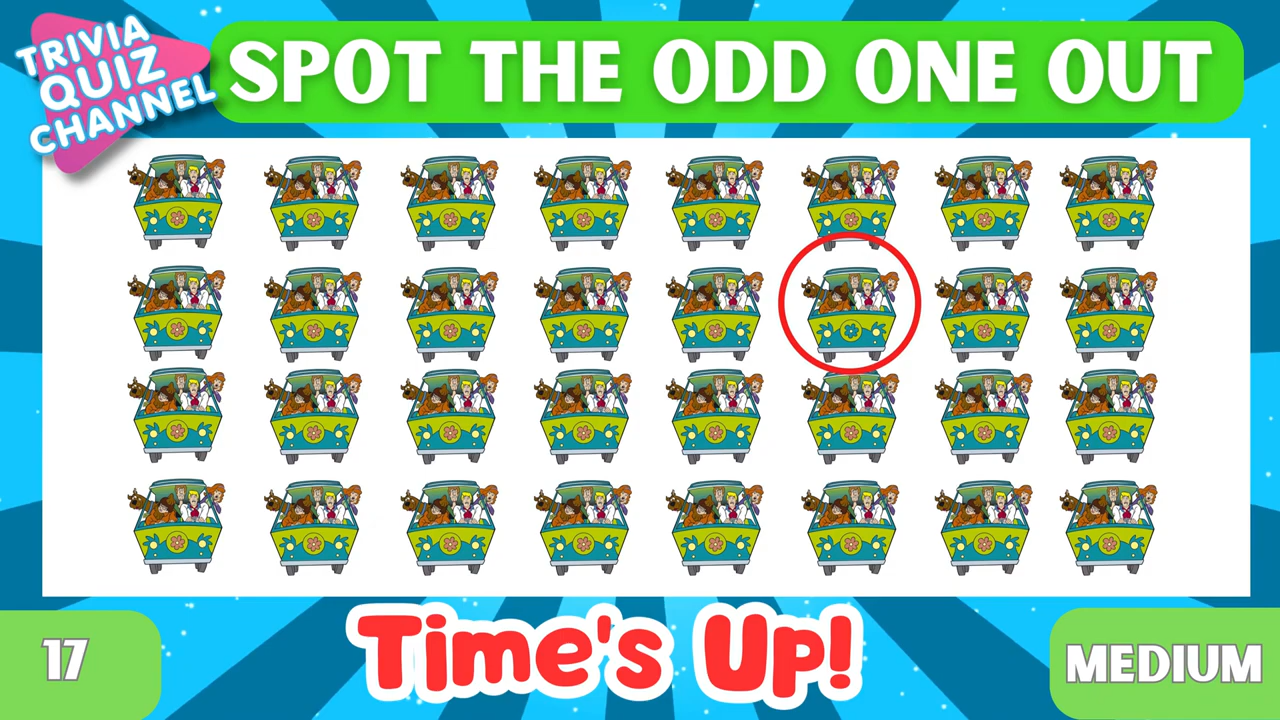 TRIVIA
QUIZ
CHANNEL
SPOT THE ODD ONE OUT
17
Time's Up!
MEDIUM